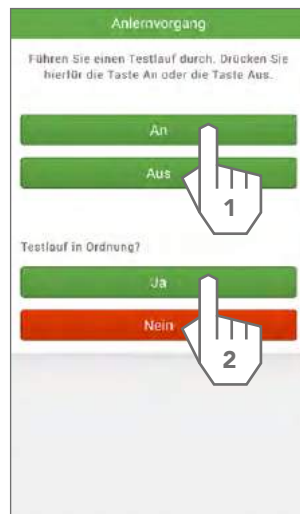 Anlernvorgang
Führen Sie einen Testlauf durch. Drücken Sie
hierfür die Taste An oder die Taste Aus.
An
Aus
1
Testlauf in Ordnung?
Ja
Nein
2